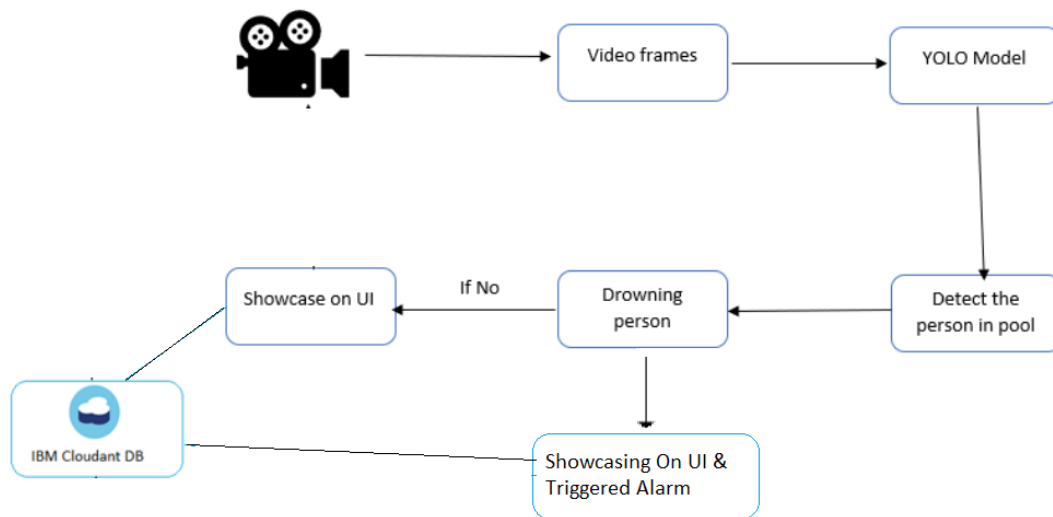 Video frames
YOLO Model
Showcase on UI
If No
Drowning
person
Detect the
person in pool
IBM Cloudant DB
Showcasing On UI &
Triggered Alarm